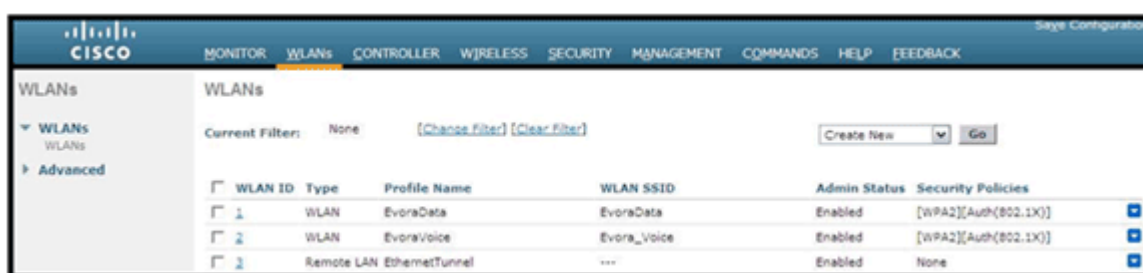 Save Configuration
CISCO
MONITOR WLANs CONTROLLER WIRELESS SECURITY MANAGEMENT COMMANDS HELP FEEDBACK
WLANs
WLANs
WLANs
Advanced
WLANs
Current Filter: None [Change Filter] [Clear Filter] Create New Go
WLAN ID Type Profile Name WLAN SSID Admin Status Security Policies
1 WLAN EvoraData EvoraData Enabled [WPA2][Auth(802.1X)]
2 WLAN EvoraVoice Evora_Voice Enabled [WPA2][Auth(802.1X)]
3 Remote LAN EthernetTunnel --- Enabled None